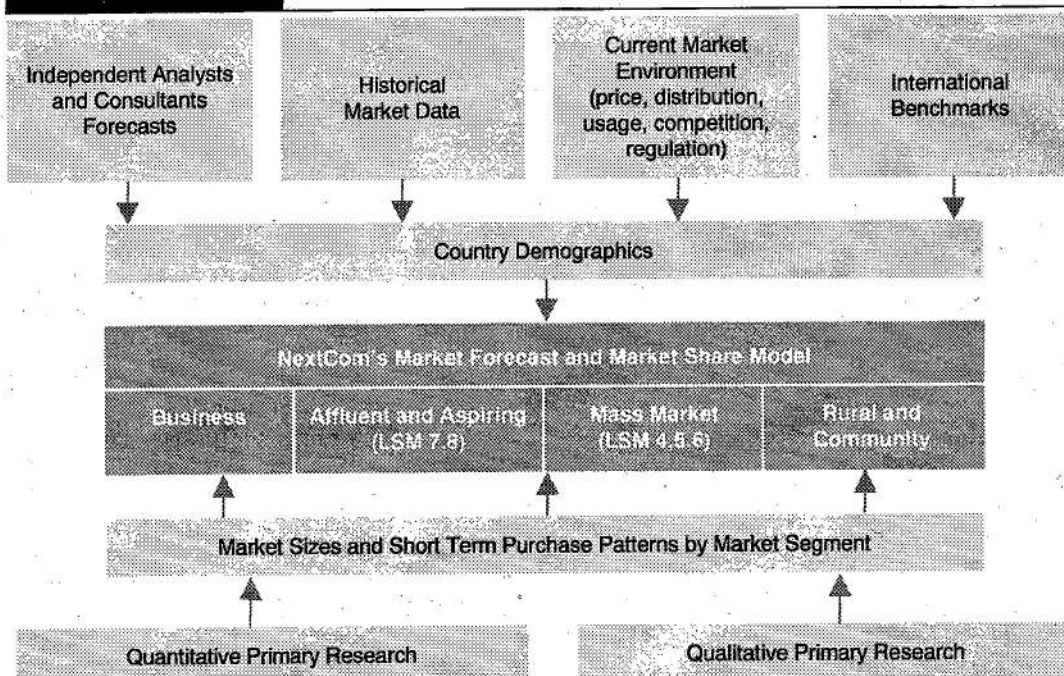 Independent Analysts
and Consultants
Forecasts
Historical
Market Data
Current Market
Environment
(price, distribution,
usage, competition,
regulation)
International
Benchmarks
Country Demographics
NextCom's Market Forecast and Market Share Model
Business
Affluent and Aspiring
(LSM 7.8)
Mass Market
(LSM 4.5.6)
Rural and
Community
Market Sizes and Short Term Purchase Patterns by Market Segment
Quantitative Primary Research
Qualitative Primary Research